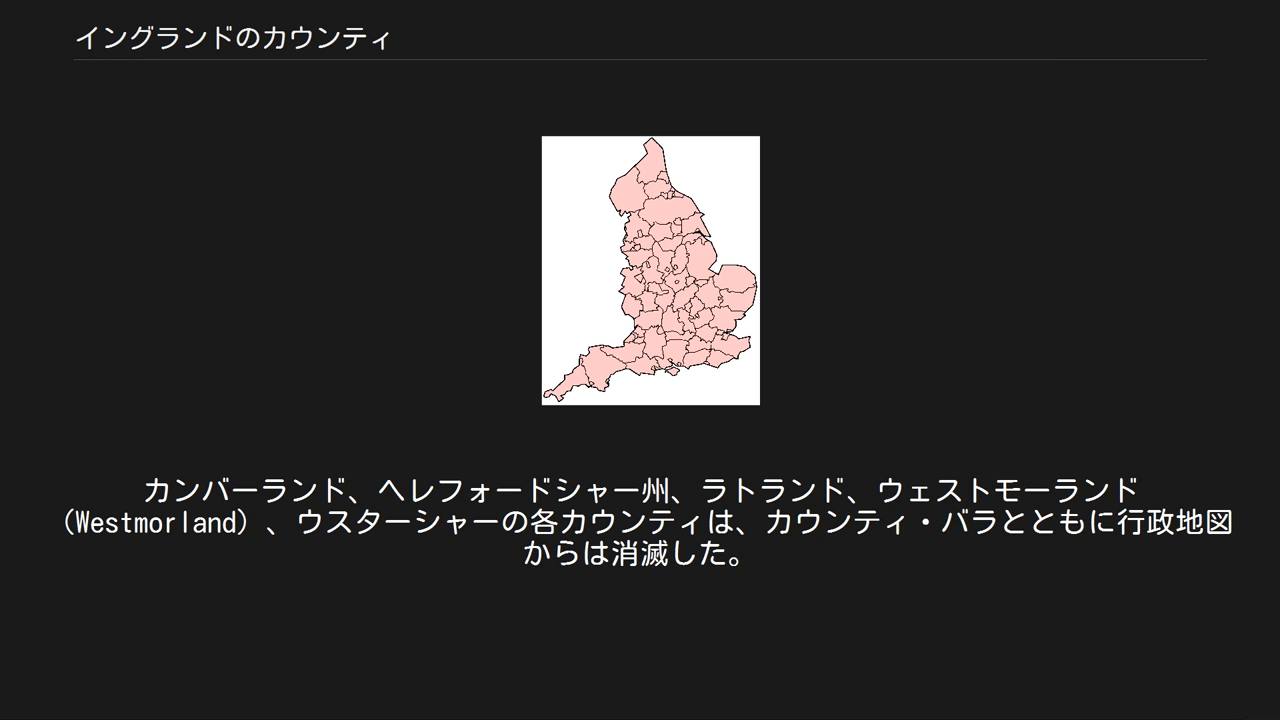 イングランドのカウンティ
カンバーランド、ヘレフォードシャー州、ラトランド、ウェストモーランド
（Westmorland）、ウスターシャーの各カウンティは、カウンティ・バラとともに行政地図
からは消滅した。